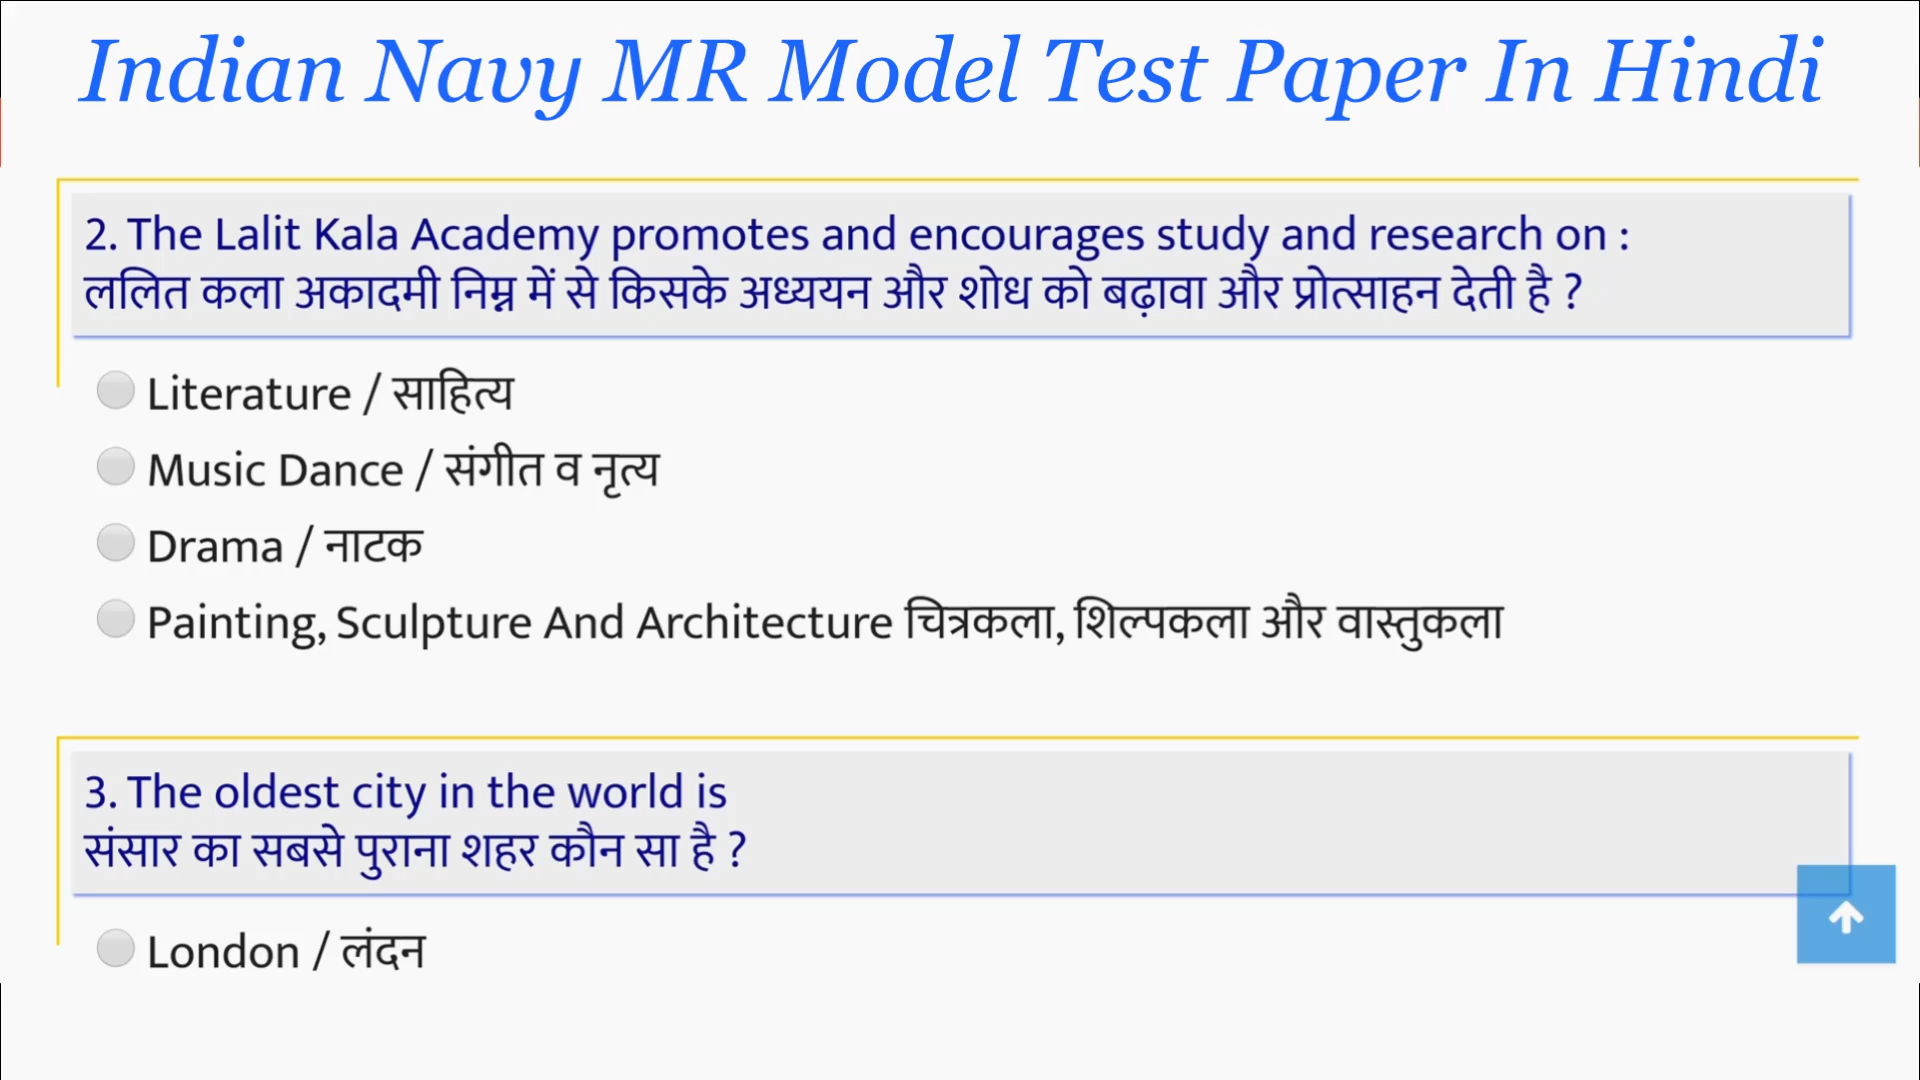 Indian Navy MR Model Test Paper In Hindi
2. The Lalit Kala Academy promotes and encourages study and research on :
ललित कला अकादमी निम्न में से किसके अध्ययन और शोध को बढ़ावा और प्रोत्साहन देती है ?
Literature / साहित्य
Music Dance / संगीत व नृत्य
Drama / नाटक
Painting, Sculpture And Architecture चित्रकला, शिल्पकला और वास्तुकला
3. The oldest city in the world is
संसार का सबसे पुराना शहर कौन सा है ?
London / लंदन